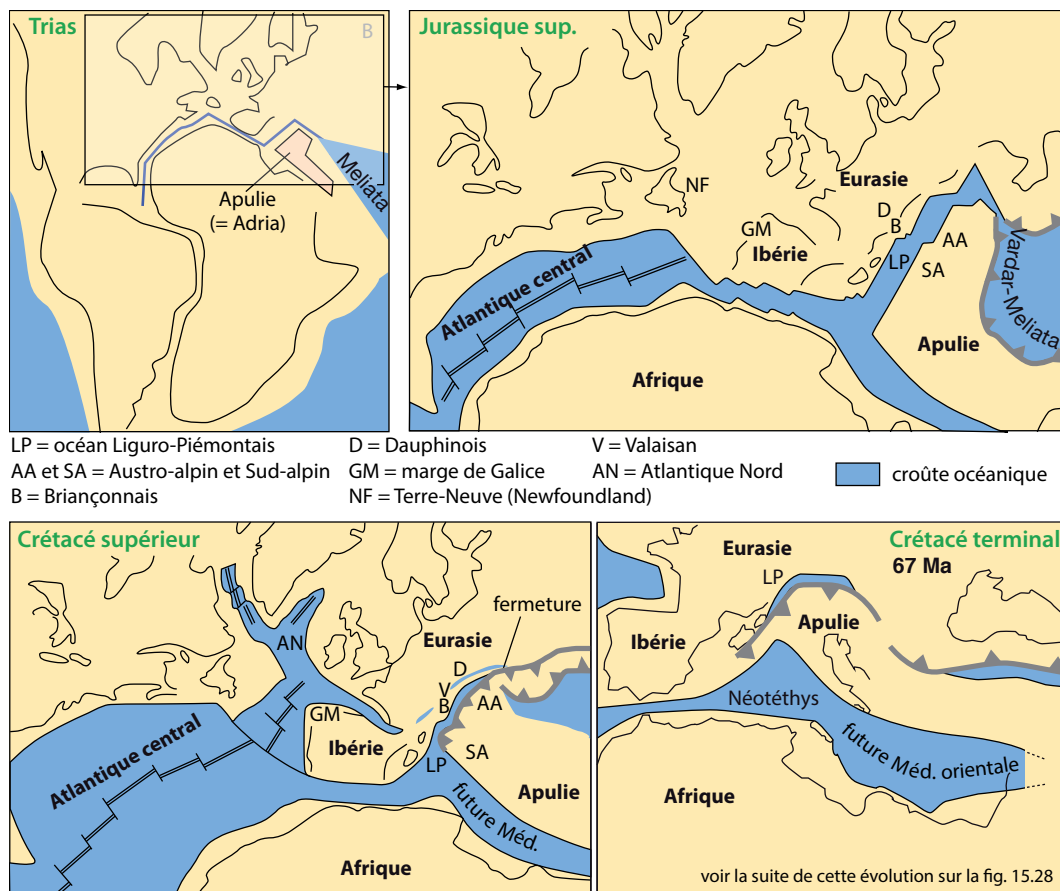 Trias
B
Apulie
(= Adria)
Meliata
Jurassique sup.
NF
Eurasie
D
B
GM
Ibérie
LP
AA
SA
Vardar-Meliata
Atlantique central
Apulie
Afrique
LP = océan Liguro-Piémontais
D = Dauphinois
V = Valaisan
AA et SA = Austro-alpin et Sud-alpin
GM = marge de Galice
AN = Atlantique Nord
B = Briançonnais
NF = Terre-Neuve (Newfoundland)
croûte océanique
Crétacé supérieur
fermeture
AN
Eurasie
D
V
B
AA
GM
Ibérie
SA
LP
Atlantique central
Apulie
future Méd.
Afrique
Crétacé terminal
67 Ma
Eurasie
LP
Apulie
Ibérie
Néotéthys
future Méd. orientale
Afrique
voir la suite de cette évolution sur la fig. 15.28